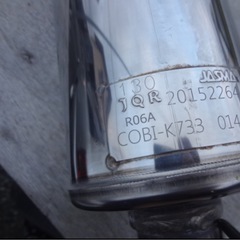 130 JASMA
JQR 20152264
R06A
COBI-K733 014